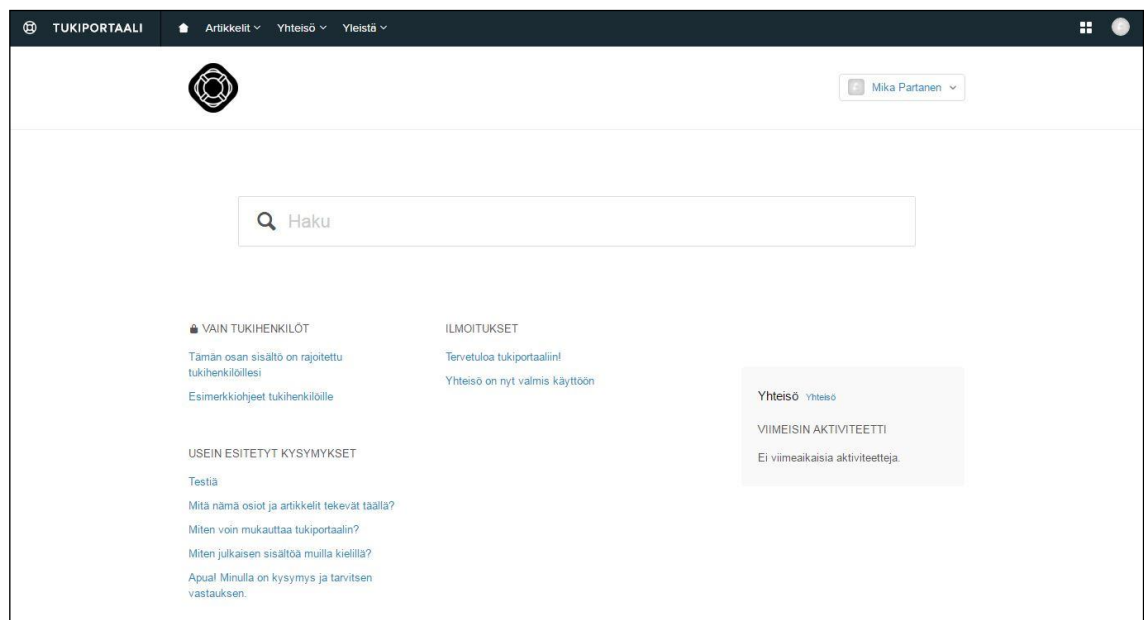 TUKIPORTAALI Artikkelit Yhteisö Yleistä
Mika Partanen
Haku
VAIN TUKIHENKILÖT
Tämän osan sisältö on rajoitettu
tukihenkilöillesi
Esimerkkiohjeet tukihenkilöille
ILMOITUKSET
Tervetuloa tukiportaaliin!
Yhteisö on nyt valmis käyttöön
USEIN ESITETYT KYSYMYKSET
Testiä
Mitä nämä osiot ja artikkelit tekevät täällä?
Miten voin mukauttaa tukiportaalin?
Miten julkaisen sisältöä muilla kielillä?
Apua! Minulla on kysymys ja tarvitsen
vastauksen.
Yhteisö Yhteisö
VIIMEISIN AKTIVITEETTI
Ei viimeaikaisia aktiviteetteja.